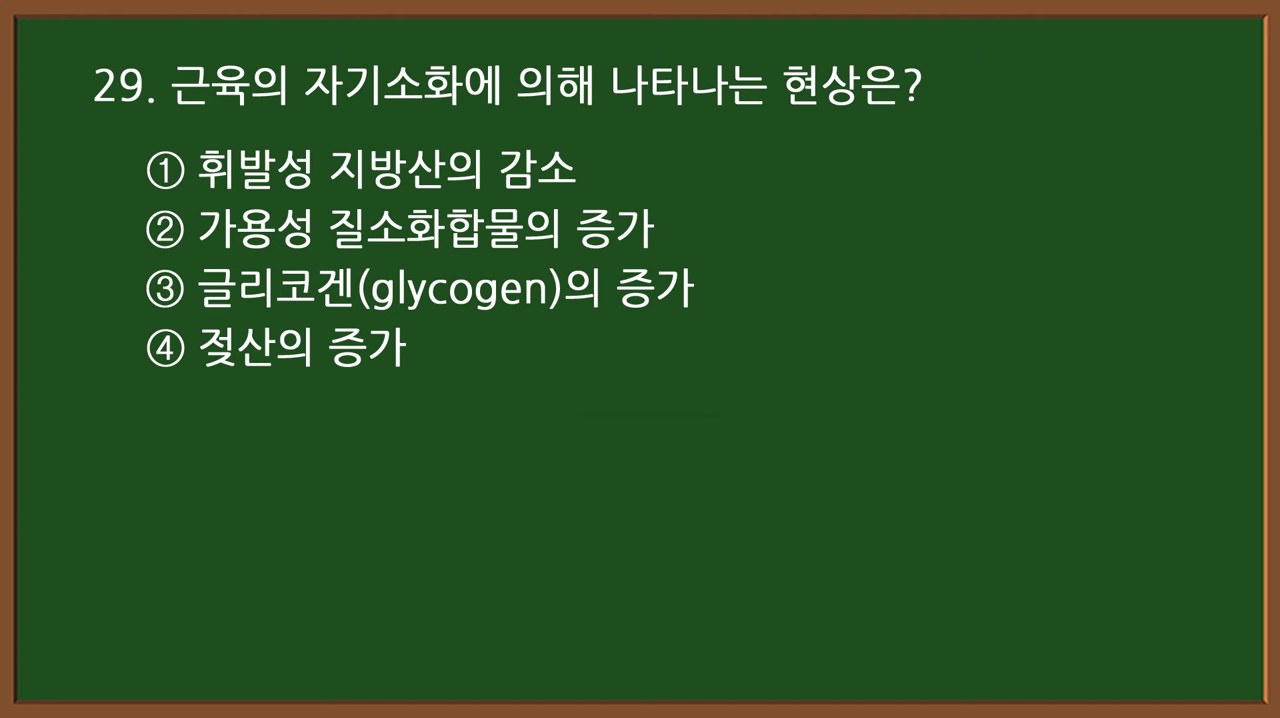 29. 근육의 자기소화에 의해 나타나는 현상은?
① 휘발성 지방산의 감소
② 가용성 질소화합물의 증가
③ 글리코겐(glycogen)의 증가
④ 젖산의 증가